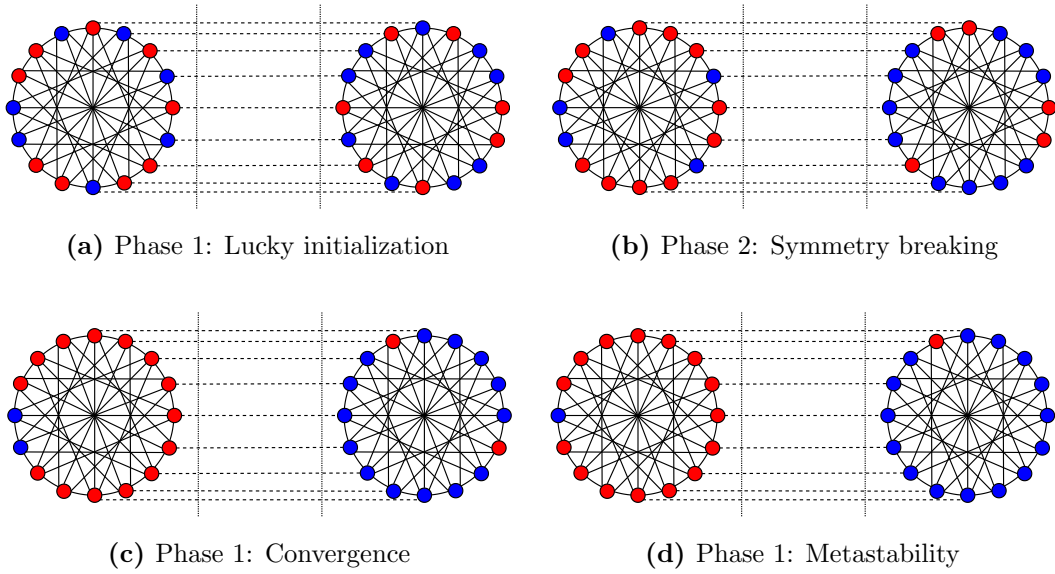 (a) Phase 1: Lucky initialization
(b) Phase 2: Symmetry breaking
(c) Phase 1: Convergence
(d) Phase 1: Metastability